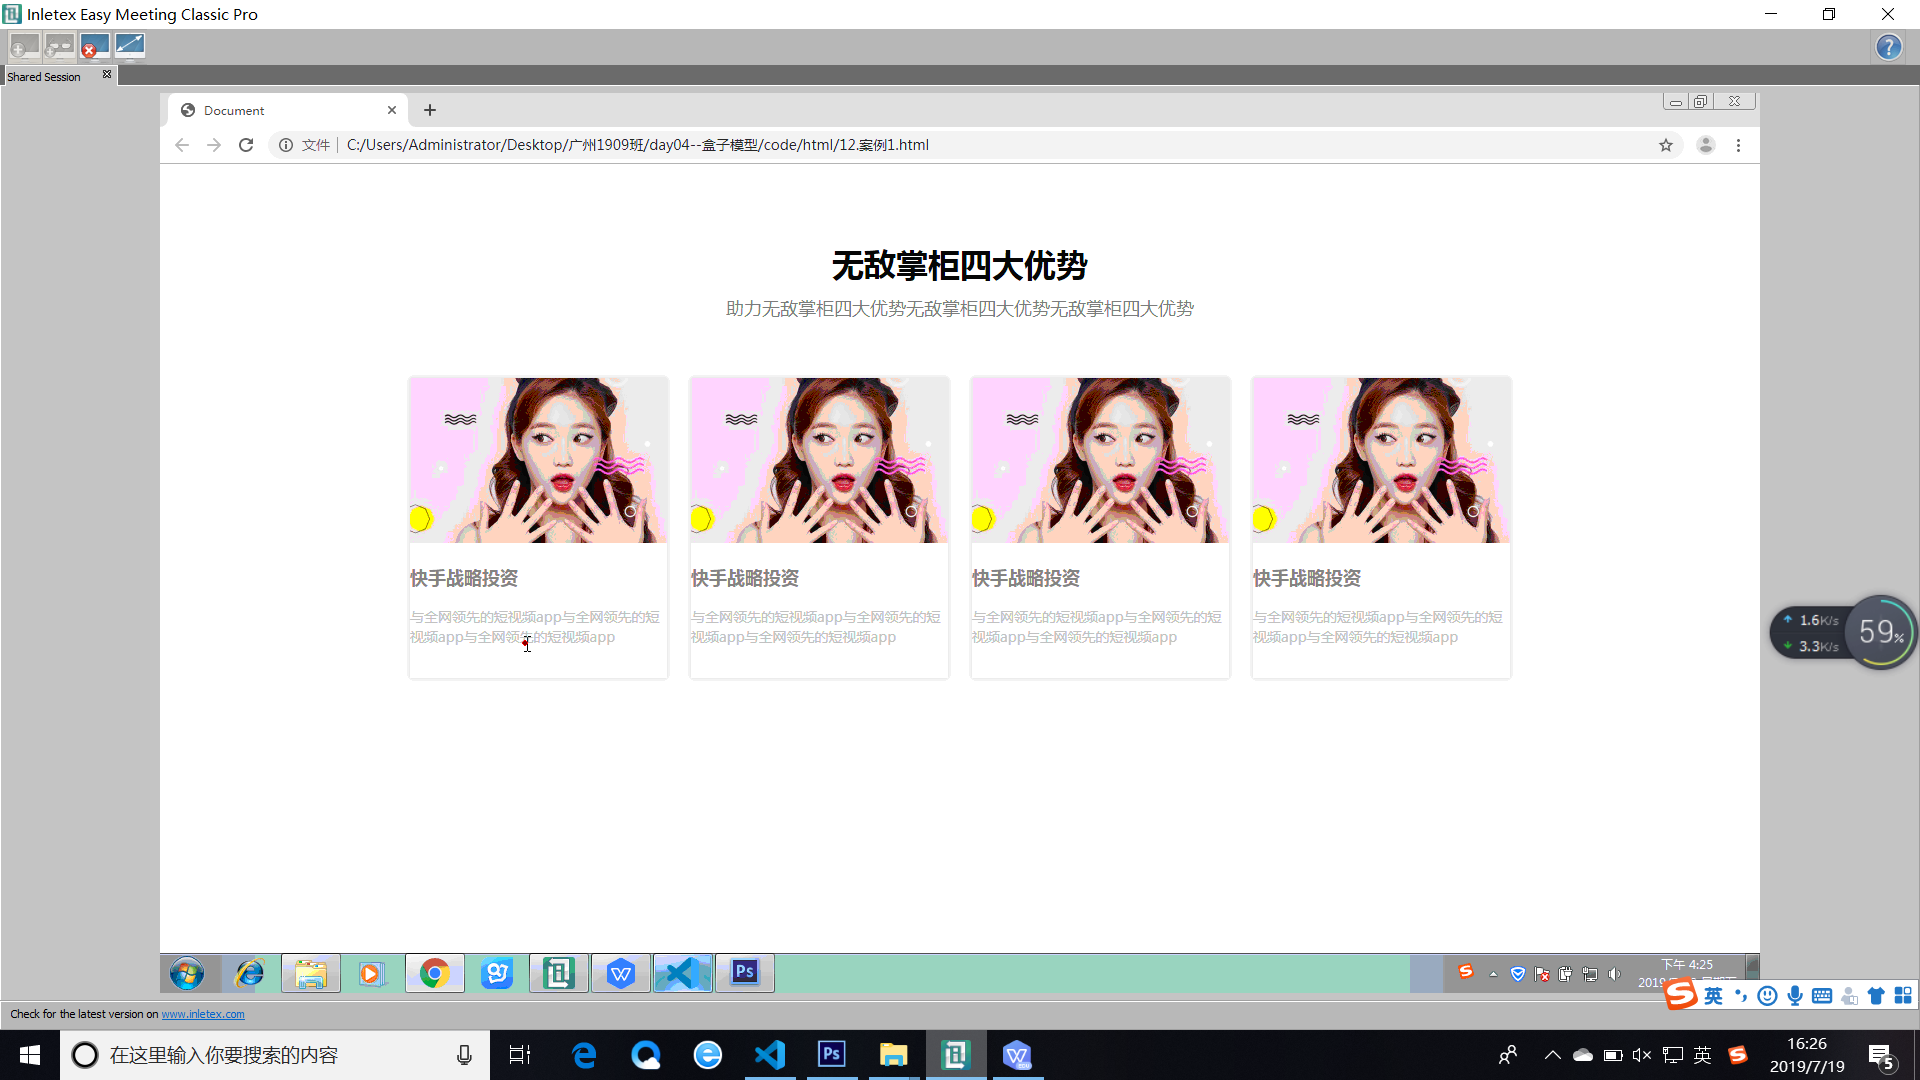 Inletex Easy Meeting Classic Pro
Shared Session
Document
文件
C:/Users/Administrator/Desktop/广州1909班/day04--盒子模型/code/html/12.案例1.html
无敌掌柜四大优势
助力无敌掌柜四大优势无敌掌柜四大优势无敌掌柜四大优势
快手战略投资
与全网领先的短视频app与全网领先的短
视频app与全网领先的短视频app
快手战略投资
与全网领先的短视频app与全网领先的短
视频app与全网领先的短视频app
快手战略投资
与全网领先的短视频app与全网领先的短
视频app与全网领先的短视频app
快手战略投资
与全网领先的短视频app与全网领先的短
视频app与全网领先的短视频app
1.6K/s
3.3K/s
59%
Ps
下午 4:25
英
Check for the latest version on www.inletex.com
在这里输入你要搜索的内容
Ps
英
16:26
2019/7/19
5